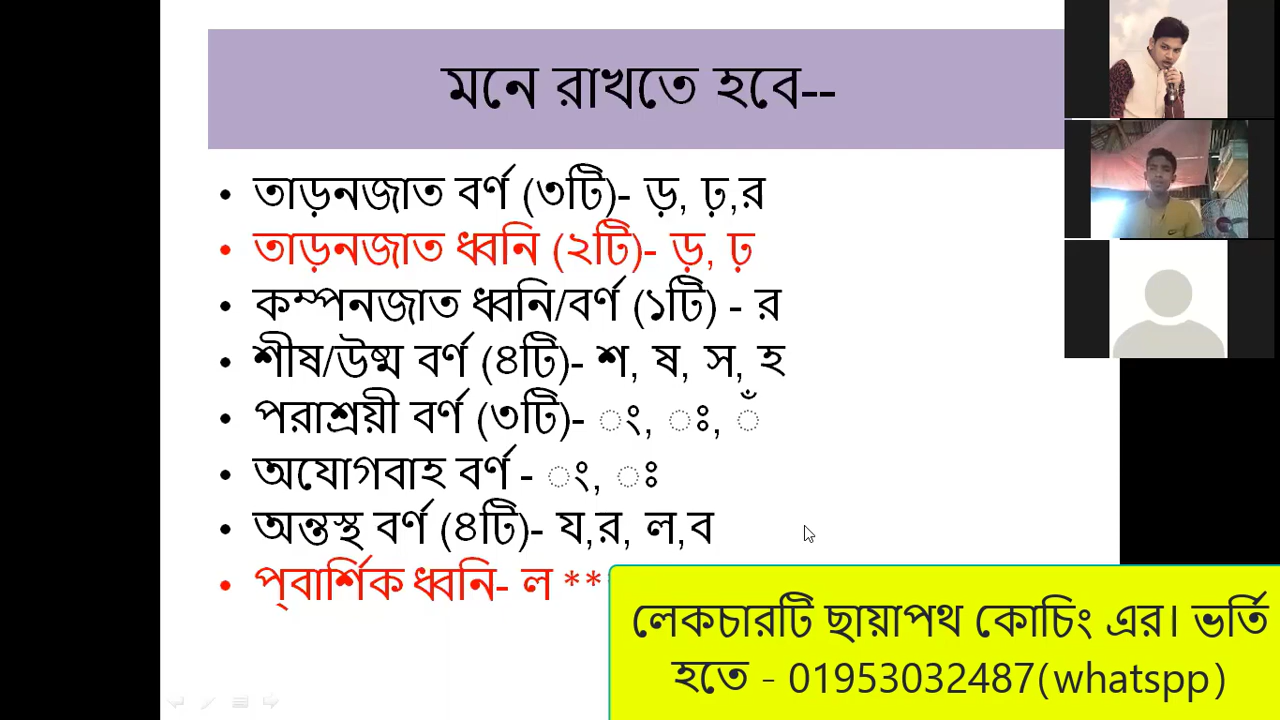 মনে রাখতে হবে--
• তাড়নজাত বর্ণ (৩টি)- ড়, ঢ়,র
• তাড়নজাত ধ্বনি (২টি)- ড়, ঢ়
• কম্পনজাত ধ্বনি/বর্ণ (১টি) - র
• শীষ/উষ্ম বর্ণ (৪টি)- শ, ষ, স, হ
• পরাশ্রয়ী বর্ণ (৩টি)- ং, ঃ, ঁ
• অযোগবাহ বর্ণ - ং, ঃ
• অন্তস্থ বর্ণ (৪টি)- য,র, ল,ব
• প্বার্শিক ধ্বনি- ল **
লেকচারটি ছায়াপথ কোচিং এর। ভর্তি
হতে - 01953032487(whatspp)